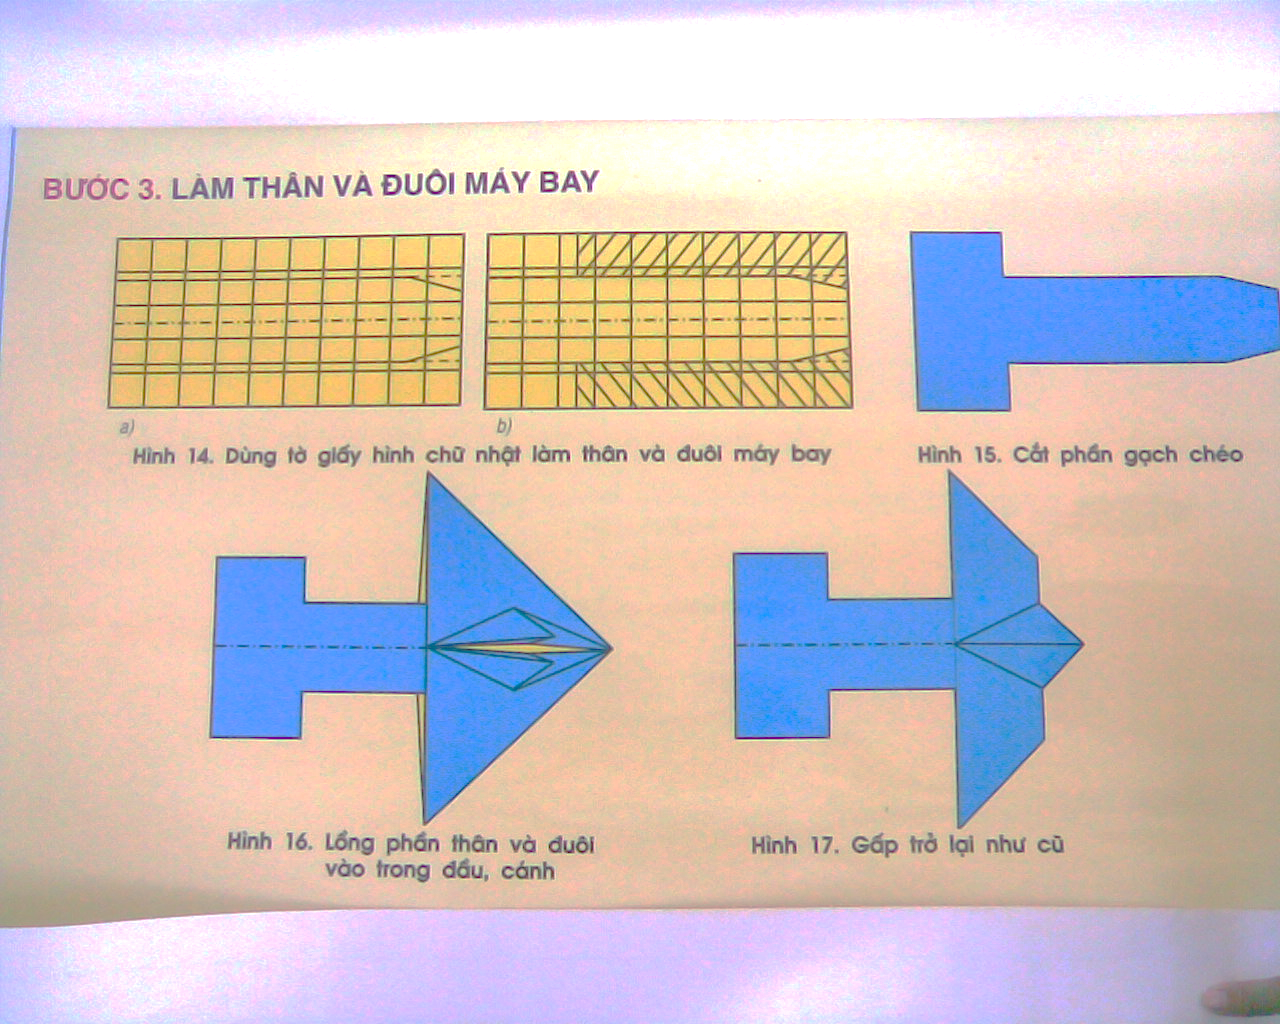 BƯỚC 3. LÀM THÂN VÀ ĐUÔI MÁY BAY
a)
b)
Hình 14. Dùng tờ giấy hình chữ nhật làm thân và đuôi máy bay
Hình 15. Cắt phần gạch chéo
Hình 16. Lồng phần thân và đuôi
vào trong đầu, cánh
Hình 17. Gấp trở lại như cũ